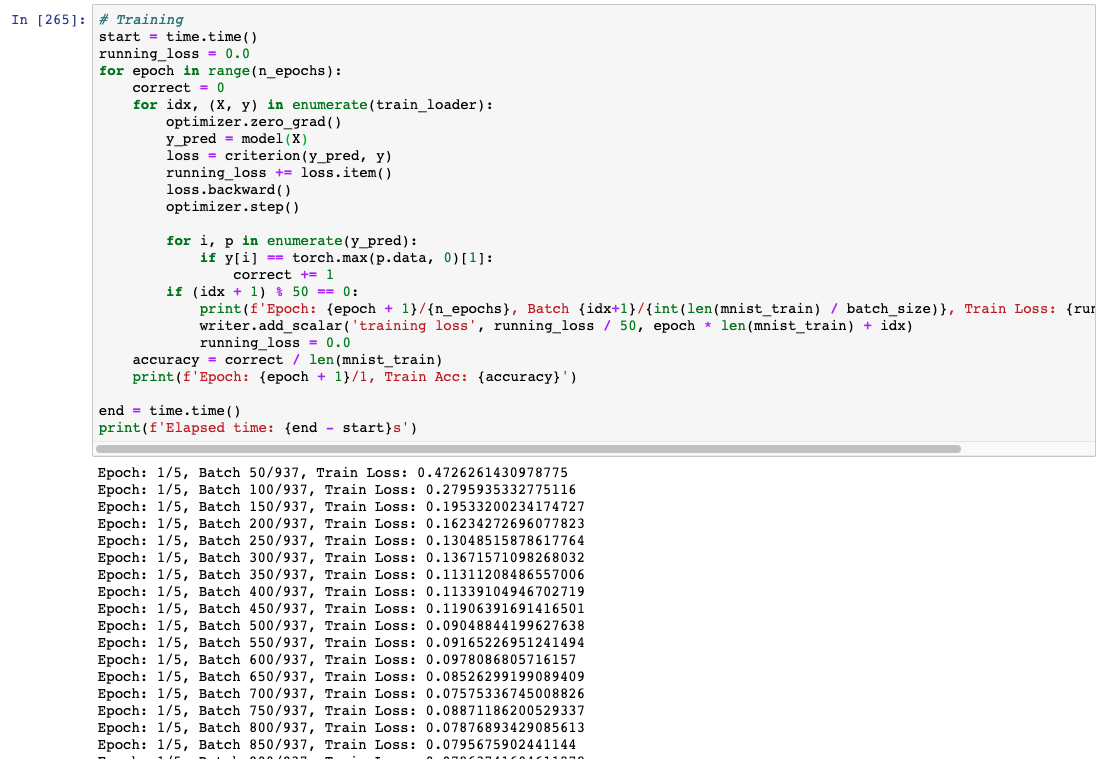 In [265]: # Training
start = time.time()
running_loss = 0.0
for epoch in range(n_epochs):
    correct = 0
    for idx, (X, y) in enumerate(train_loader):
        optimizer.zero_grad()
        y_pred = model(X)
        loss = criterion(y_pred, y)
        running_loss += loss.item()
        loss.backward()
        optimizer.step()

        for i, p in enumerate(y_pred):
            if y[i] == torch.max(p.data, 0)[1]:
                correct += 1
        if (idx + 1) % 50 == 0:
            print(f'Epoch: {epoch + 1}/{n_epochs}, Batch {idx+1}/{int(len(mnist_train) / batch_size)}, Train Loss: {run
            writer.add_scalar('training loss', running_loss / 50, epoch * len(mnist_train) + idx)
            running_loss = 0.0
    accuracy = correct / len(mnist_train)
    print(f'Epoch: {epoch + 1}/1, Train Acc: {accuracy}')

end = time.time()
print(f'Elapsed time: {end - start}s')
Epoch: 1/5, Batch 50/937, Train Loss: 0.4726261430978775
Epoch: 1/5, Batch 100/937, Train Loss: 0.2795935332775116
Epoch: 1/5, Batch 150/937, Train Loss: 0.19533200234174727
Epoch: 1/5, Batch 200/937, Train Loss: 0.16234272696077823
Epoch: 1/5, Batch 250/937, Train Loss: 0.13048515878617764
Epoch: 1/5, Batch 300/937, Train Loss: 0.13671571098268032
Epoch: 1/5, Batch 350/937, Train Loss: 0.11311208486557006
Epoch: 1/5, Batch 400/937, Train Loss: 0.11339104946702719
Epoch: 1/5, Batch 450/937, Train Loss: 0.11906391691416501
Epoch: 1/5, Batch 500/937, Train Loss: 0.09048844199627638
Epoch: 1/5, Batch 550/937, Train Loss: 0.09165226951241494
Epoch: 1/5, Batch 600/937, Train Loss: 0.0978086805716157
Epoch: 1/5, Batch 650/937, Train Loss: 0.08526299199089409
Epoch: 1/5, Batch 700/937, Train Loss: 0.07575336745008826
Epoch: 1/5, Batch 750/937, Train Loss: 0.08871186200529337
Epoch: 1/5, Batch 800/937, Train Loss: 0.07876893429085613
Epoch: 1/5, Batch 850/937, Train Loss: 0.0795675902441144